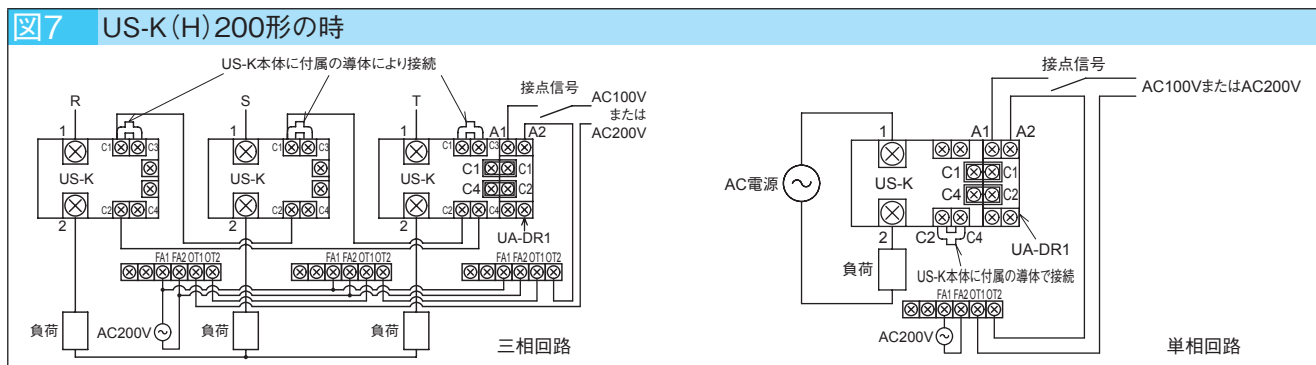 図7 US-K(H)200形の時
US-K本体に付属の導体により接続
R
S
T
接点信号
AC100V
または
AC200V
1
1
1
A1
A2
C1
C3
C1
C3
C1
C3
US-K
US-K
US-K
C1
C1
C4
C2
C2
C4
C2
C4
C2
C4
2
2
2
UA-DR1
FA1 FA2 OT1 OT2
FA1 FA2 OT1 OT2
FA1 FA2 OT1 OT2
AC200V
負荷
負荷
負荷
三相回路
接点信号
AC100VまたはAC200V
1
A1
A2
AC電源
US-K
C1
C1
C4
C2
2
C2
C4
UA-DR1
負荷
US-K本体に付属の導体で接続
FA1 FA2 OT1 OT2
AC200V
単相回路